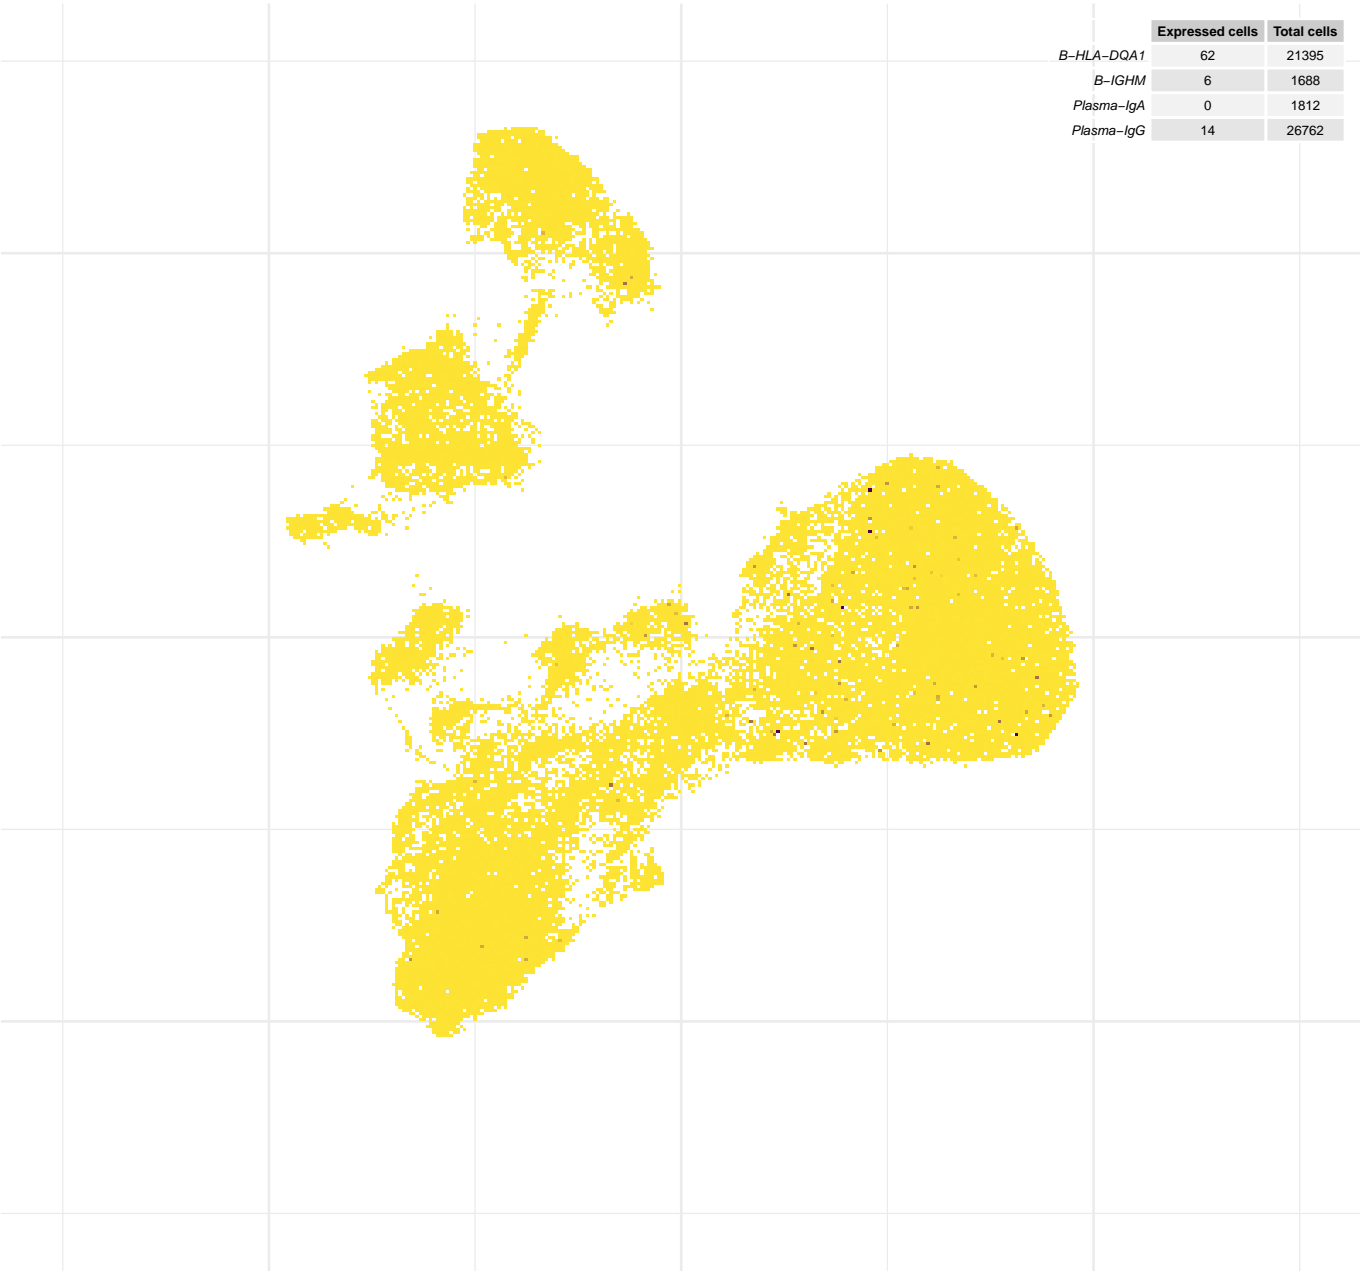 Expressed cells Total cells
B−HLA−DQA1 62 21395
B−IGHM 6 1688
Plasma−IgA 0 1812
Plasma−IgG 14 26762